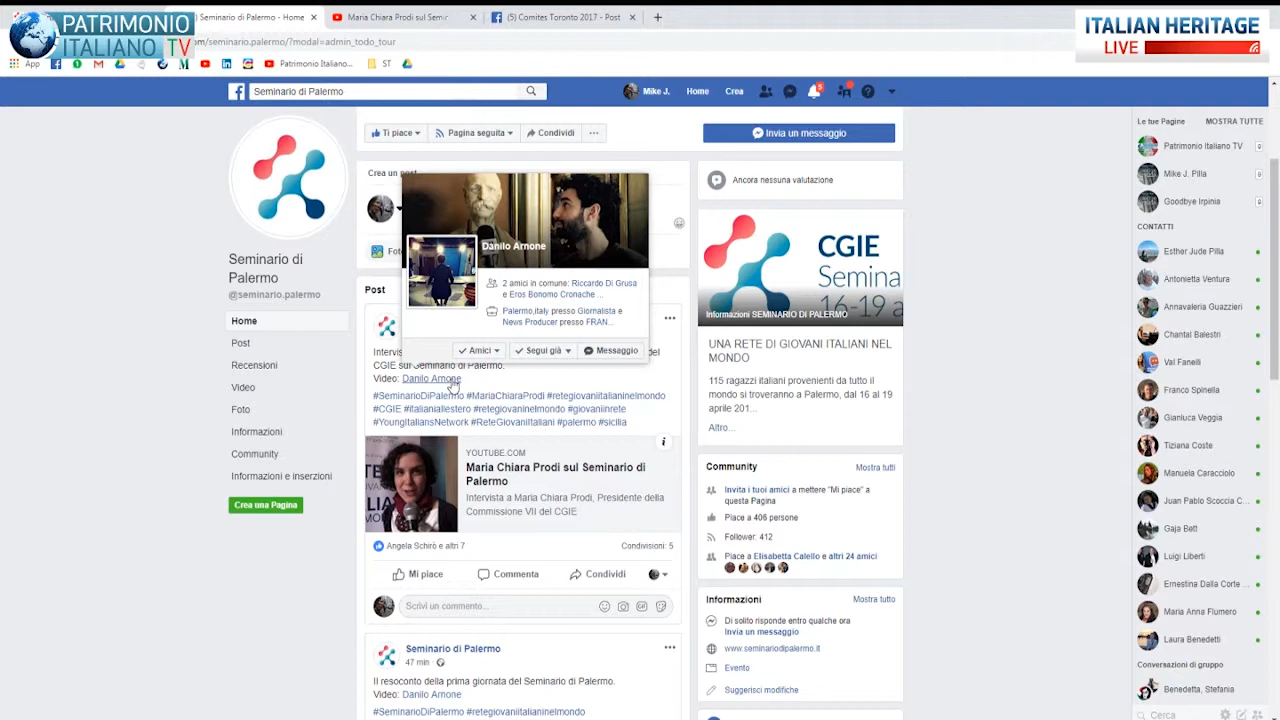 PATRIMONIO
ITALIANO TV
Seminario di Palermo - Home
Maria Chiara Prodi sul Semin
(5) Comites Toronto 2017 - Post
ITALIAN HERITAGE
LIVE
om/seminario.palermo/?modal=admin_todo_tour
App
Patrimonio Italiano...
ST
Seminario di Palermo
Mike J.
Home
Crea
5
Ti piace
Pagina seguita
Condividi
Invia un messaggio
Seminario di
Palermo
@seminario.palermo
Home
Post
Recensioni
Video
Foto
Informazioni
Community
Informazioni e inserzioni
Crea una Pagina
Crea un post
Danilo Arnone
2 amici in comune: Riccardo Di Grusa
e Eros Bonomo Cronache ...
Palermo,italy presso Giornalista e
News Producer presso FRAN...
Amici
Segui già
Messaggio
Post
del
CGIE sul Seminario di Palermo.
Video: Danilo Arnone
#SeminarioDiPalermo #MariaChiaraProdi #retegiovaniitalianinelmondo
#CGIE #italianiallestero #retegiovaninelmondo #giovaniinrete
#YoungItaliansNetwork #ReteGiovaniItaliani #palermo #sicilia
YOUTUBE.COM
Maria Chiara Prodi sul Seminario di
Palermo
Intervista a Maria Chiara Prodi, Presidente della
Commissione VII del CGIE
Angela Schirò e altri 7
Condivisioni: 5
Mi piace
Commenta
Condividi
Scrivi un commento...
Seminario di Palermo
47 min
Il resoconto della prima giornata del Seminario di Palermo.
Video: Danilo Arnone
#SeminarioDiPalermo #retegiovaniitalianinelmondo
Ancora nessuna valutazione
CGIE
Semina
16-19 a
Informazioni SEMINARIO DI PALERMO
UNA RETE DI GIOVANI ITALIANI NEL
MONDO
115 ragazzi italiani provenienti da tutto il
mondo si troveranno a Palermo, dal 16 al 19
aprile 201...
Altro...
Community
Mostra tutti
Invita i tuoi amici a mettere "Mi piace" a
questa Pagina
Piace a 406 persone
Follower: 412
Piace a Elisabetta Calello e altri 24 amici
Informazioni
Mostra tutto
Di solito risponde entro qualche ora
Invia un messaggio
www.seminariodipalermo.it
Evento
Suggerisci modifiche
Le tue Pagine
MOSTRA TUTTE
Patrimonio Italiano TV
Mike J. Pilla
Goodbye Irpinia
CONTATTI
Esther Jude Pilla
Antonietta Ventura
Annavaleria Guazzieri
Chantal Balestri
Val Fanelli
Franco Spinella
Gianluca Veggia
Tiziana Coste
Manuela Caracciolo
Juan Pablo Scoccia C...
Gaja Bett
Luigi Liberti
Ernestina Dalla Corte ...
Maria Anna Flumero
Laura Benedetti
Conversazioni di gruppo
Benedetta, Stefania
Cerca